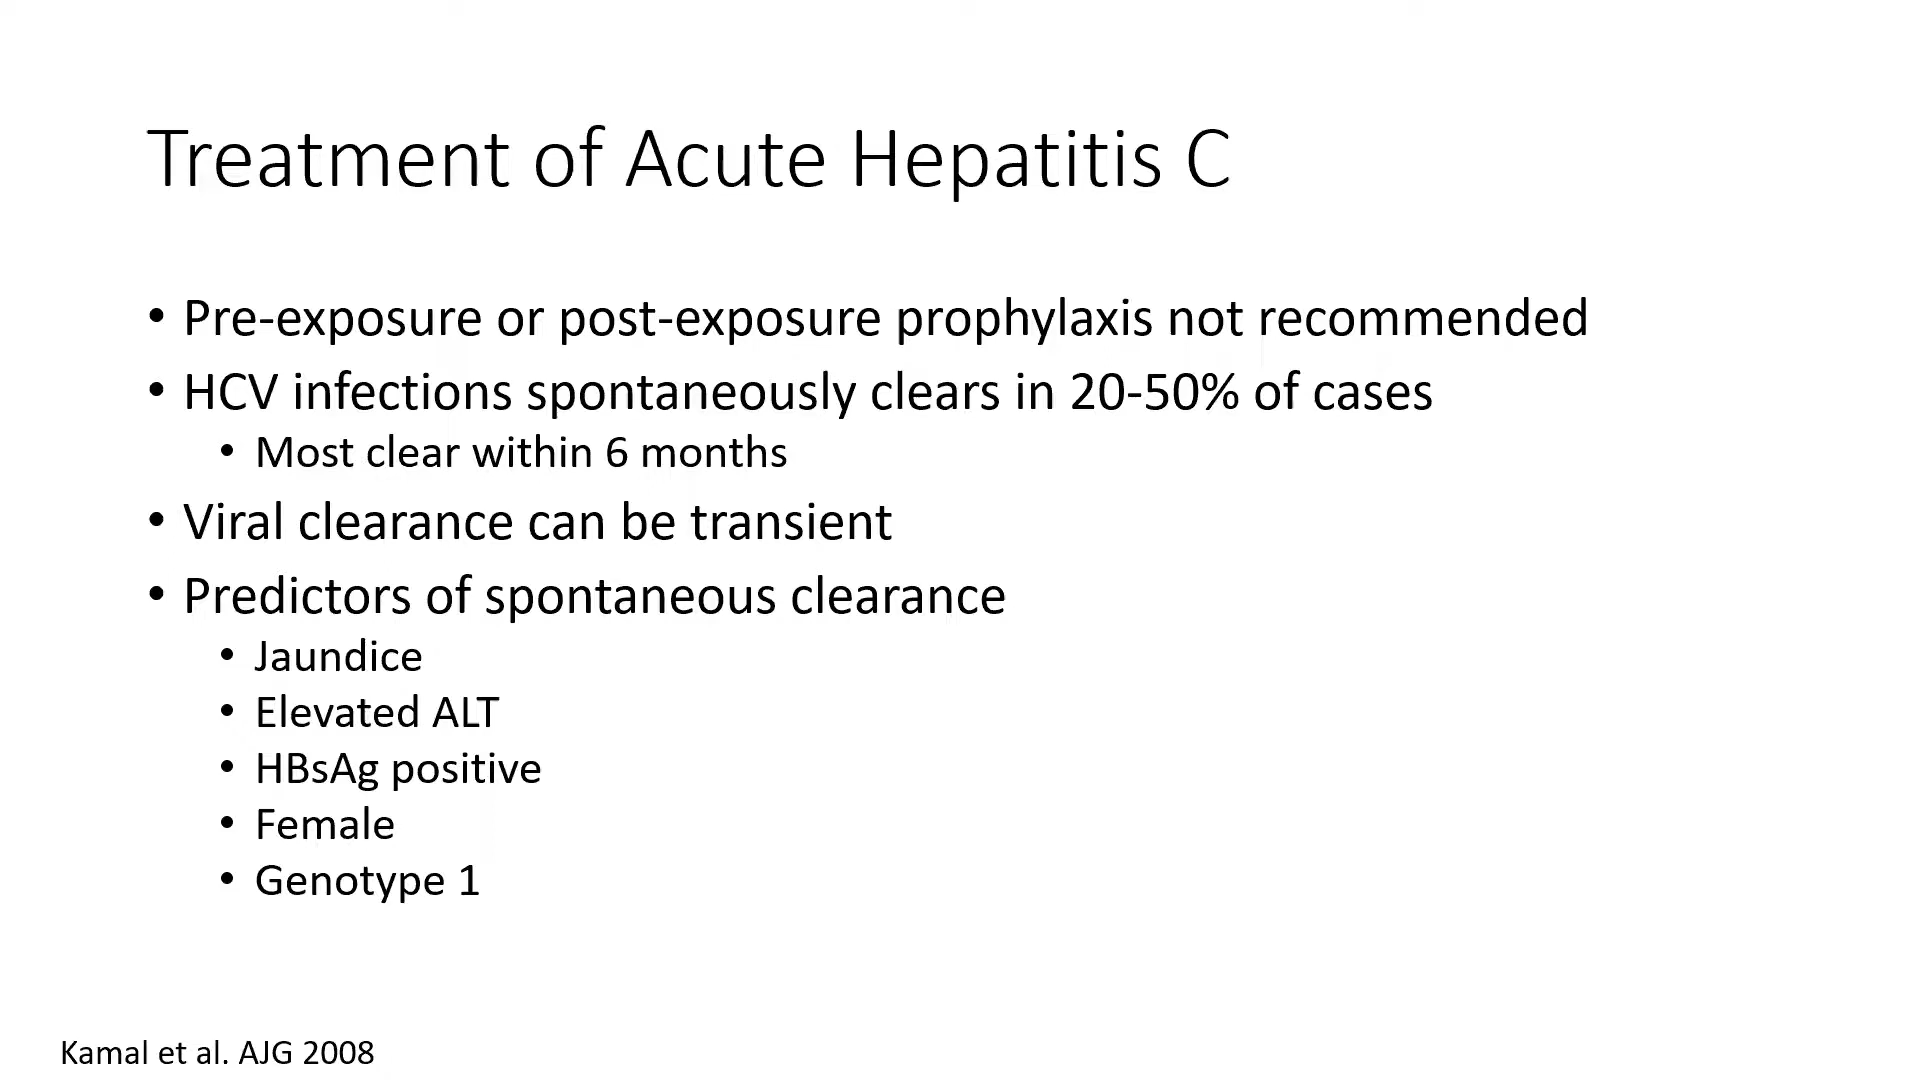 Treatment of Acute Hepatitis C
• Pre-exposure or post-exposure prophylaxis not recommended
• HCV infections spontaneously clears in 20-50% of cases
• Most clear within 6 months
• Viral clearance can be transient
• Predictors of spontaneous clearance
• Jaundice
• Elevated ALT
• HBsAg positive
• Female
• Genotype 1
Kamal et al. AJG 2008